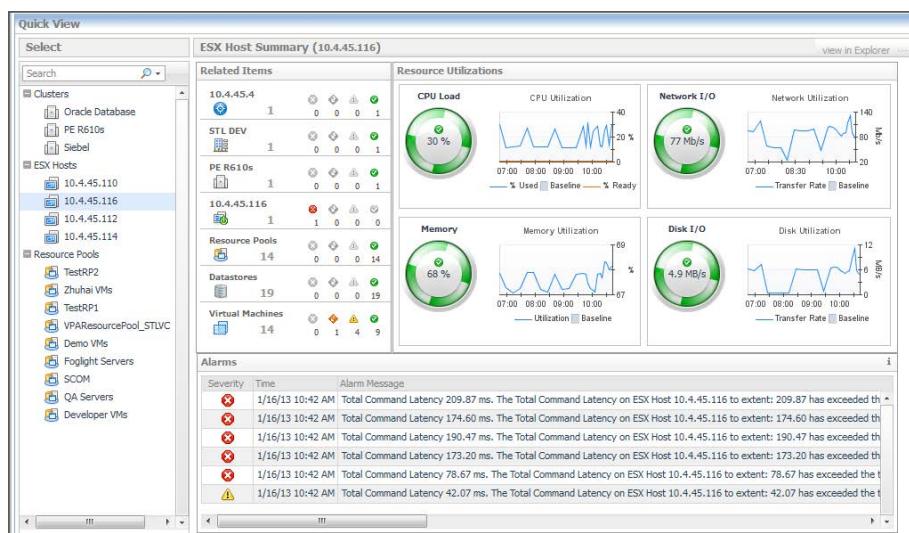 Quick View
Select
Search
Clusters
Oracle Database
PE R610s
Siebel
ESX Hosts
10.4.45.110
10.4.45.116
10.4.45.112
10.4.45.114
Resource Pools
TestRP2
Zhuhai VMs
TestRP1
VPAResourcePool_STLVC
Demo VMs
Foglight Servers
SCOM
QA Servers
Developer VMs
ESX Host Summary (10.4.45.116)
view in Explorer
Related Items
10.4.45.4
1 0 0 0 1
STL DEV
1 0 0 0 1
PE R610s
1 0 0 0 1
10.4.45.116
1 1 0 0 0
Resource Pools
14 0 0 0 14
Datastores
19 0 0 0 19
Virtual Machines
14 0 1 4 9
Resource Utilizations
CPU Load
30 %
CPU Utilization
40
20 %
0
07:00 08:00 09:00 10:00
% Used Baseline % Ready
Network I/O
77 Mb/s
Network Utilization
140
80 Mb/s
20
07:00 08:30 10:00
Transfer Rate Baseline
Memory
68 %
Memory Utilization
69
%
67
07:00 08:00 09:00 10:00
Utilization Baseline
Disk I/O
4.9 MB/s
Disk Utilization
12
6 MB/s
0
07:00 08:30 09:00 10:00
Transfer Rate Baseline
Alarms
Severity Time Alarm Message
1/16/13 10:42 AM Total Command Latency 209.87 ms. The Total Command Latency on ESX Host 10.4.45.116 to extent: 209.87 has exceeded th
1/16/13 10:42 AM Total Command Latency 174.60 ms. The Total Command Latency on ESX Host 10.4.45.116 to extent: 174.60 has exceeded th
1/16/13 10:42 AM Total Command Latency 190.47 ms. The Total Command Latency on ESX Host 10.4.45.116 to extent: 190.47 has exceeded th
1/16/13 10:42 AM Total Command Latency 173.20 ms. The Total Command Latency on ESX Host 10.4.45.116 to extent: 173.20 has exceeded th
1/16/13 10:42 AM Total Command Latency 78.67 ms. The Total Command Latency on ESX Host 10.4.45.116 to extent: 78.67 has exceeded the t
1/16/13 10:42 AM Total Command Latency 42.07 ms. The Total Command Latency on ESX Host 10.4.45.116 to extent: 42.07 has exceeded the t